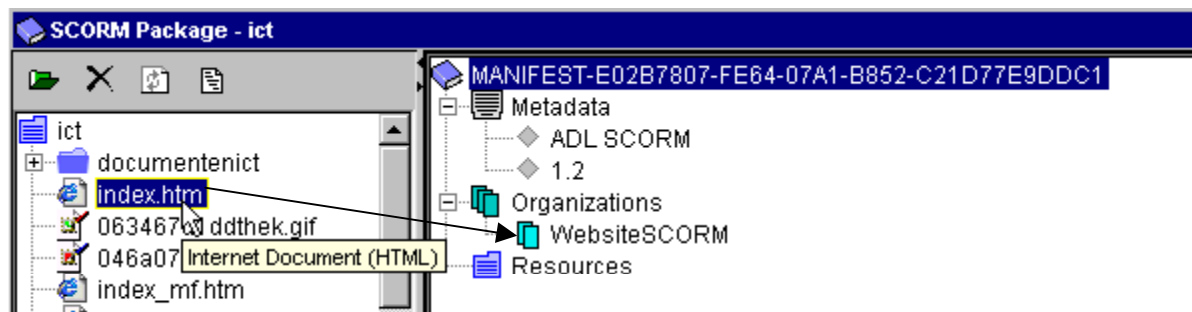 SCORM Package - ict
ict
documentenict
index.htm
063467 ddthek.gif
046a07
Internet Document (HTML)
index_mf.htm
MANIFEST-E02B7807-FE64-07A1-B852-C21D77E9DDC1
Metadata
ADL SCORM
1.2
Organizations
WebsiteSCORM
Resources